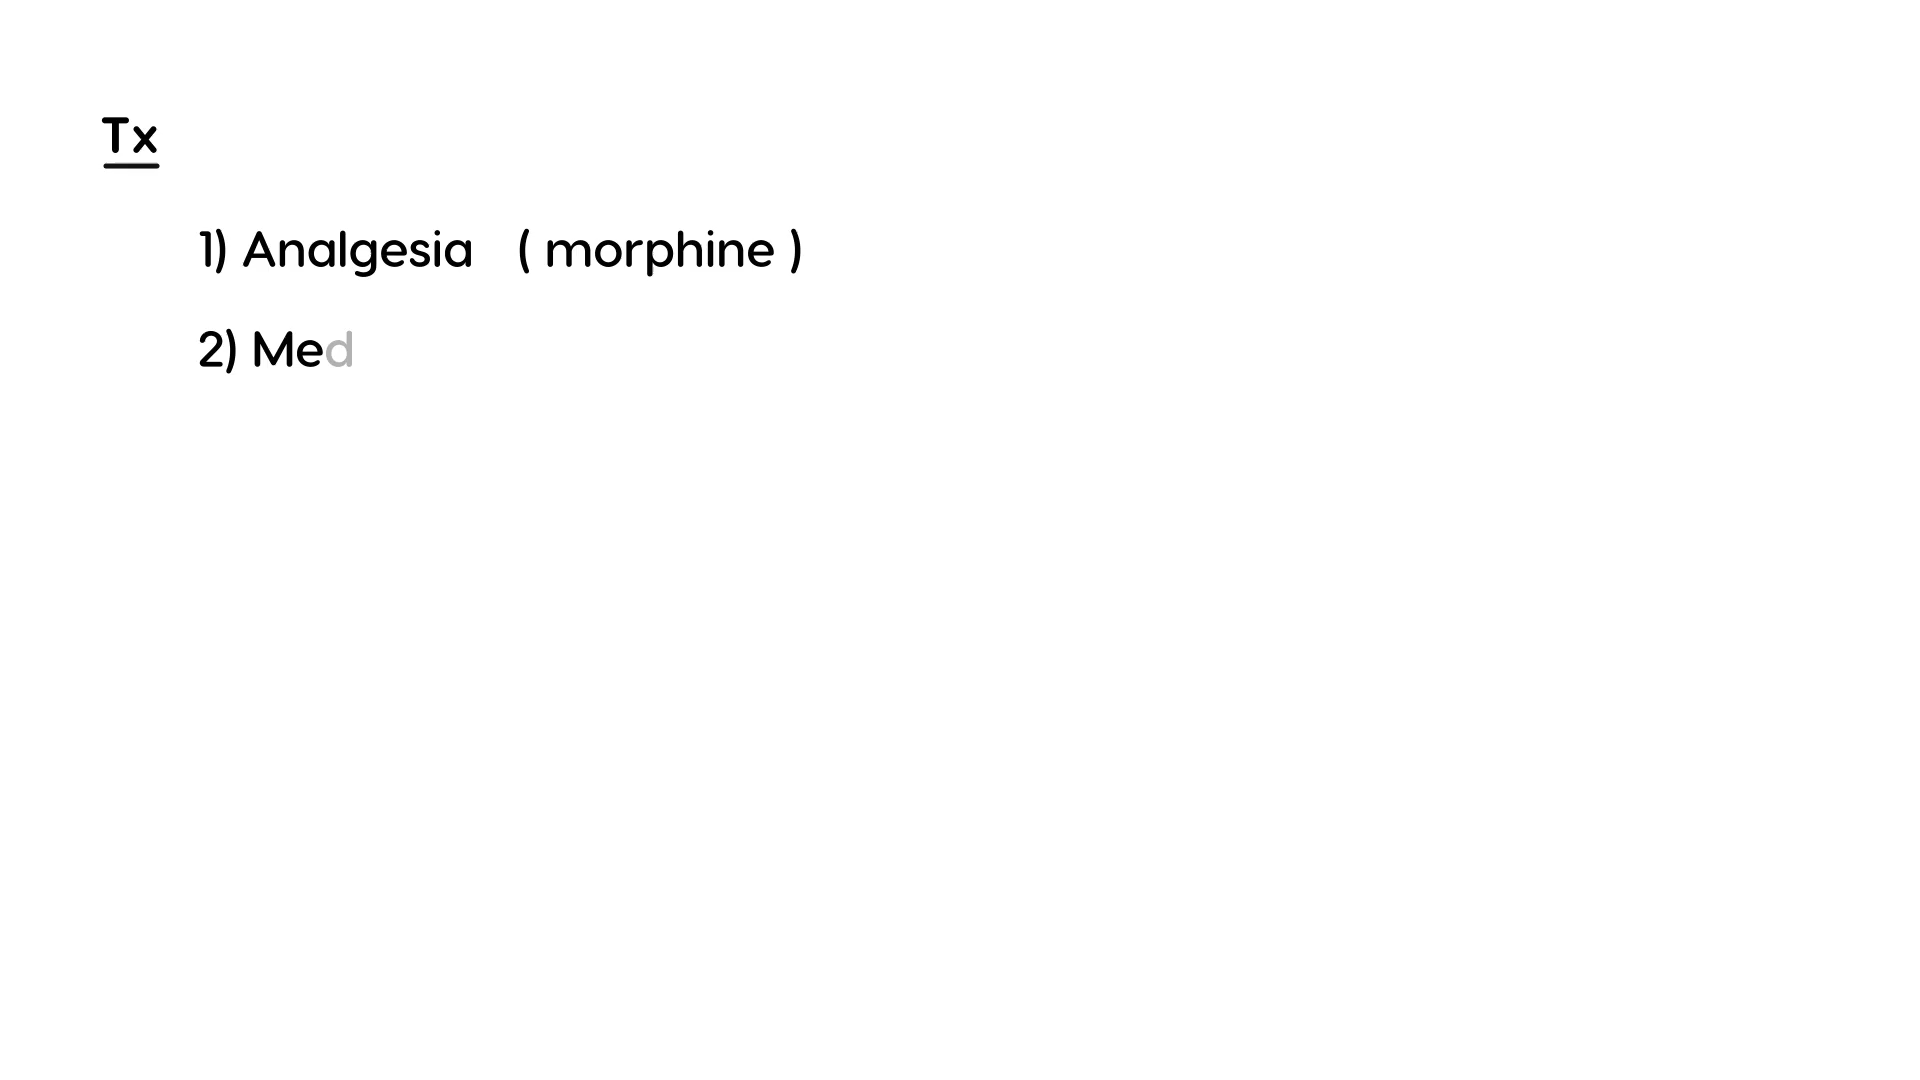 Tx
1) Analgesia ( morphine )
2) Med